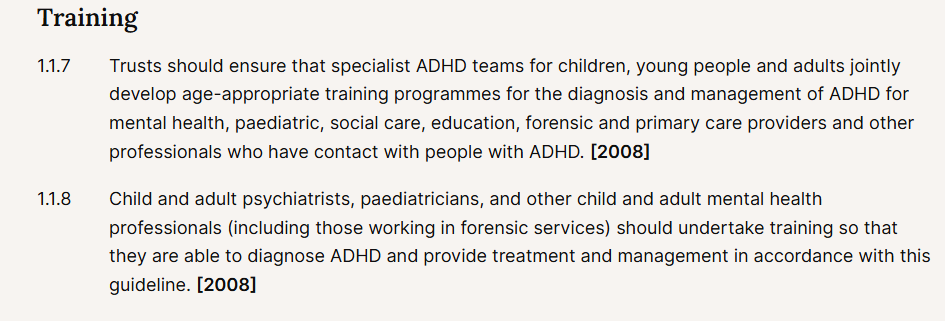 Training
1.1.7 Trusts should ensure that specialist ADHD teams for children, young people and adults jointly
develop age-appropriate training programmes for the diagnosis and management of ADHD for
mental health, paediatric, social care, education, forensic and primary care providers and other
professionals who have contact with people with ADHD. [2008]
1.1.8 Child and adult psychiatrists, paediatricians, and other child and adult mental health
professionals (including those working in forensic services) should undertake training so that
they are able to diagnose ADHD and provide treatment and management in accordance with this
guideline. [2008]